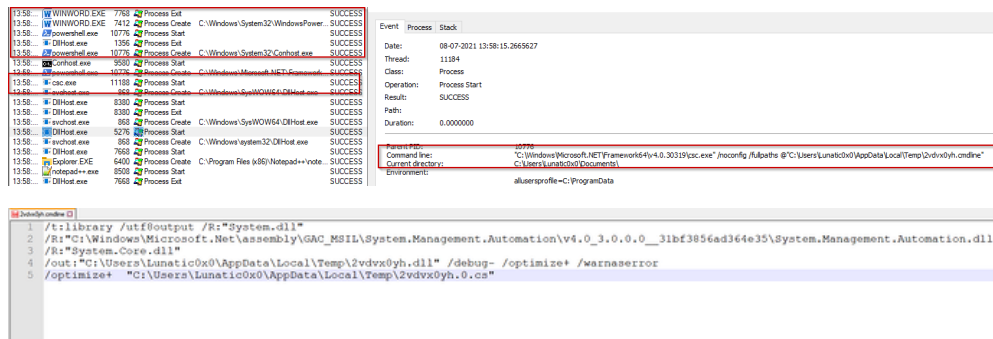 13:58:... WINWORD.EXE 7768 Process Exit SUCCESS
13:58:... WINWORD.EXE 7412 Process Create C:\Windows\System32\WindowsPower... SUCCESS
13:58:... powershell.exe 10776 Process Start SUCCESS
13:58:... DllHost.exe 1356 Process Exit SUCCESS
13:58:... powershell.exe 10776 Process Create C:\Windows\System32\Conhost.exe SUCCESS
13:58:... Conhost.exe 9580 Process Start SUCCESS
13:58:... powershell.exe 10776 Process Create C:\Windows\Microsoft.NET\Framework... SUCCESS
13:58:... csc.exe 11188 Process Start SUCCESS
13:58:... svchost.exe 868 Process Create C:\Windows\SysWOW64\DllHost.exe SUCCESS
13:58:... DllHost.exe 8380 Process Start SUCCESS
13:58:... DllHost.exe 8380 Process Exit SUCCESS
13:58:... svchost.exe 868 Process Create C:\Windows\SysWOW64\DllHost.exe SUCCESS
13:58:... DllHost.exe 5276 Process Start SUCCESS
13:58:... svchost.exe 868 Process Create C:\Windows\system32\DllHost.exe SUCCESS
13:58:... DllHost.exe 7668 Process Start SUCCESS
13:58:... Explorer.EXE 6400 Process Create C:\Program Files (x86)\Notepad++\note... SUCCESS
13:58:... notepad++.exe 8508 Process Start SUCCESS
13:58:... DllHost.exe 7668 Process Exit SUCCESS
Event Process Stack
Date: 08-07-2021 13:58:15.2665627
Thread: 11184
Class: Process
Operation: Process Start
Result: SUCCESS
Path:
Duration: 0.0000000
Parent PID: 10776
Command line: "C:\Windows\Microsoft.NET\Framework64\v4.0.30319\csc.exe" /noconfig /fullpaths @"C:\Users\Lunatic0x0\AppData\Local\Temp\2vdvx0yh.cmdline"
Current directory: C:\Users\Lunatic0x0\Documents\
Environment:
allusersprofile=C:\ProgramData
2vdvx0yh.cmdline
1 /t:library /utf8output /R:"System.dll"
2 /R:"C:\Windows\Microsoft.Net\assembly\GAC_MSIL\System.Management.Automation\v4.0_3.0.0.0__31bf3856ad364e35\System.Management.Automation.dll
3 /R:"System.Core.dll"
4 /out:"C:\Users\Lunatic0x0\AppData\Local\Temp\2vdvx0yh.dll" /debug- /optimize+ /warnaserror
5 /optimize+ "C:\Users\Lunatic0x0\AppData\Local\Temp\2vdvx0yh.0.cs"